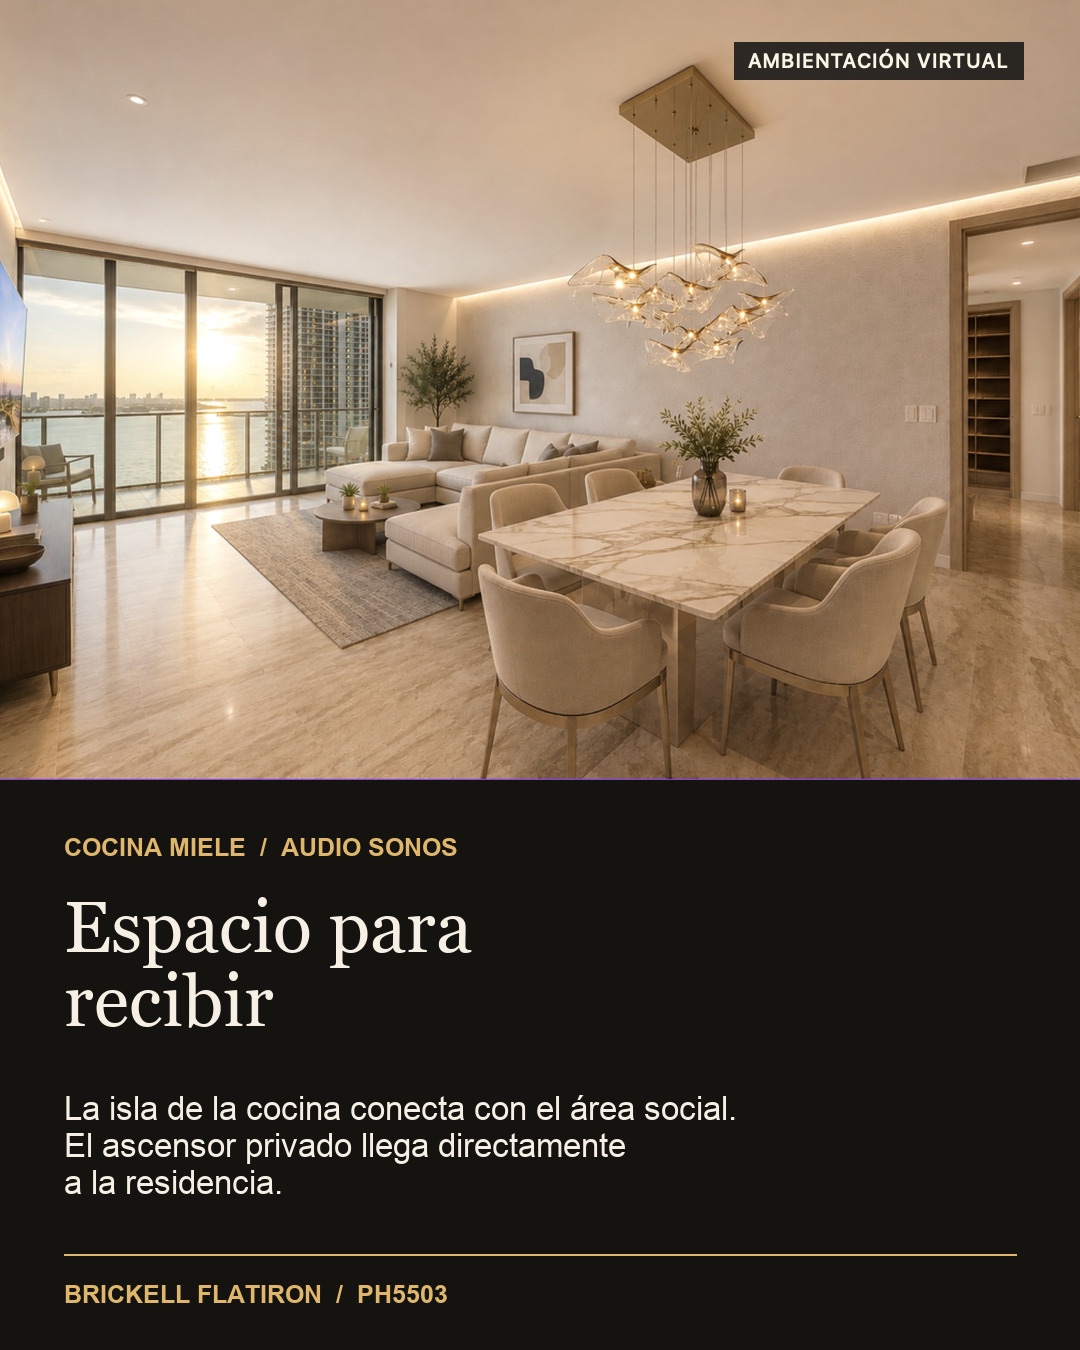 AMBIENTACIÓN VIRTUAL
COCINA MIELE / AUDIO SONOS
Espacio para
recibir
La isla de la cocina conecta con el área social.
El ascensor privado llega directamente
a la residencia.
BRICKELL FLATIRON / PH5503